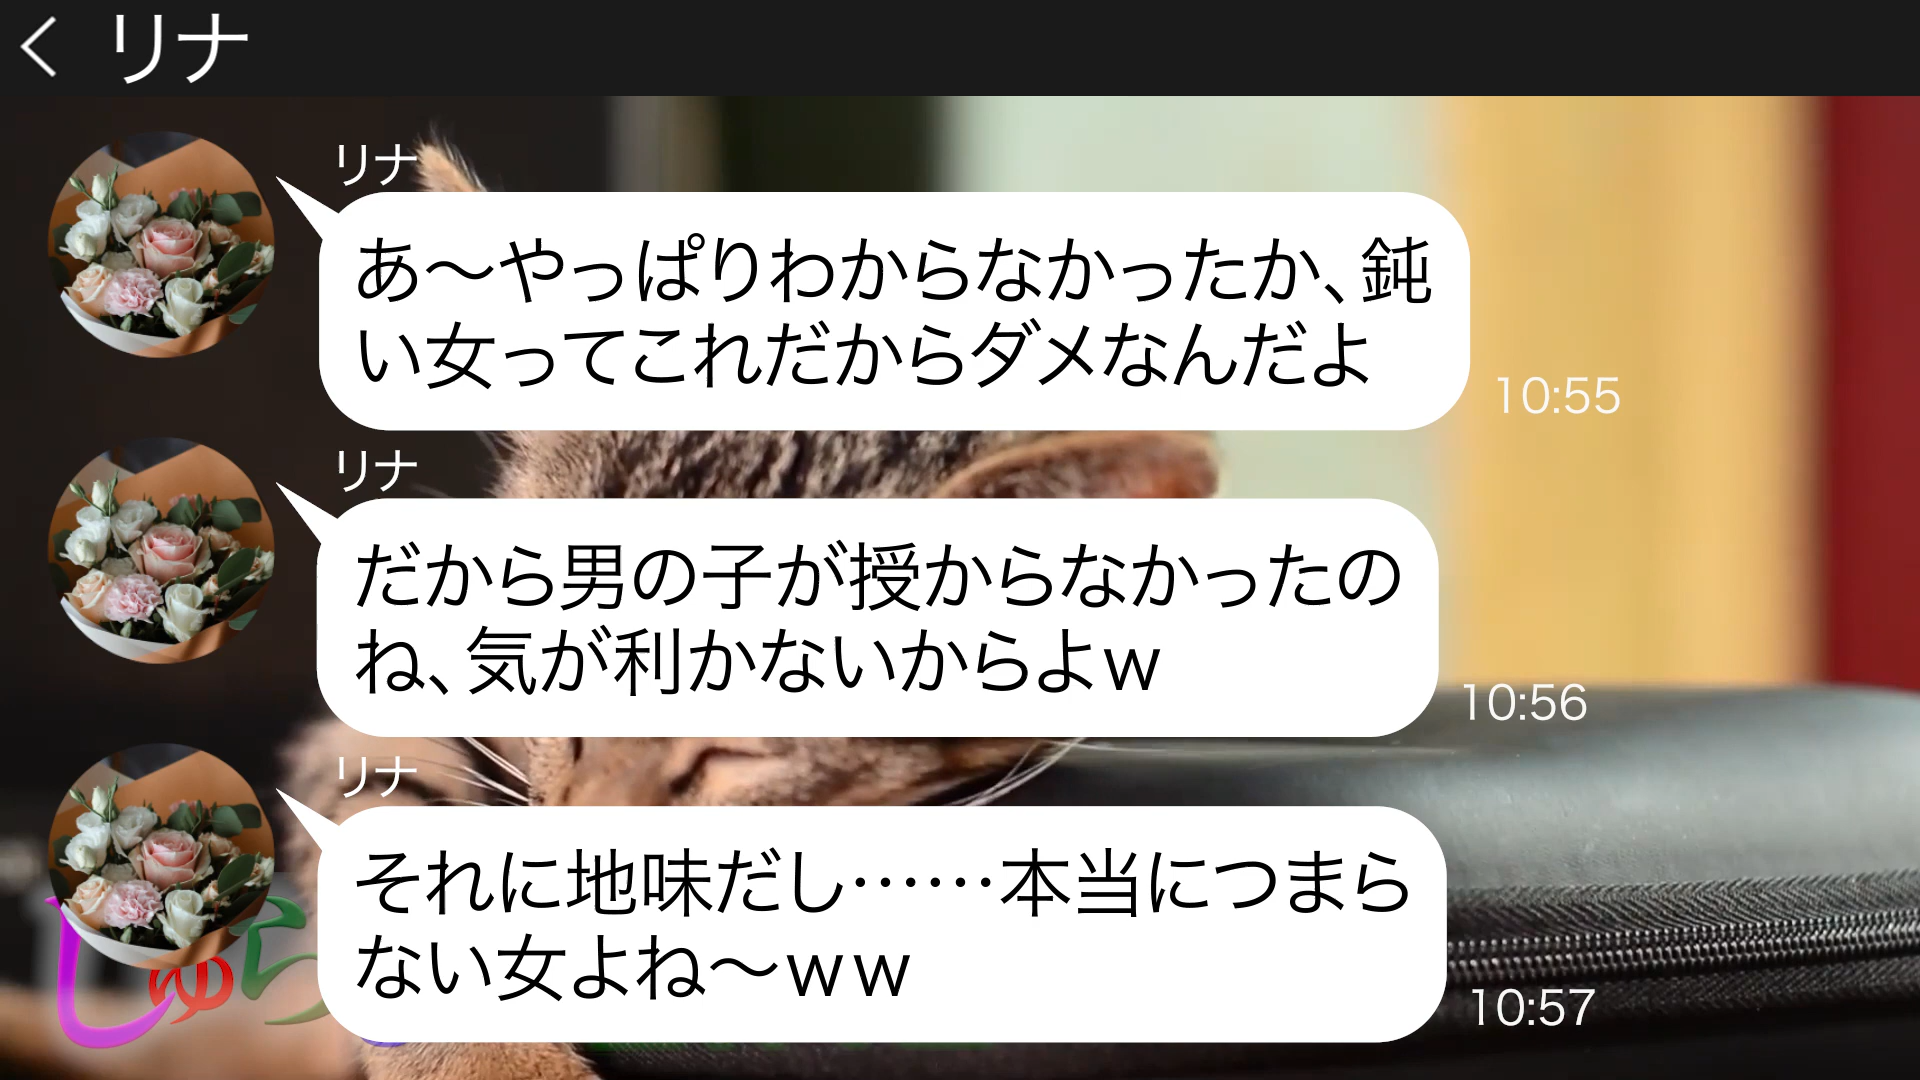 リナ
リナ
あ〜やっぱりわからなかったか、鈍
い女ってこれだからダメなんだよ
10:55
リナ
だから男の子が授からなかったの
ね、気が利かないからよw
10:56
リナ
それに地味だし……本当につまら
ない女よね〜ww
10:57
しゅら